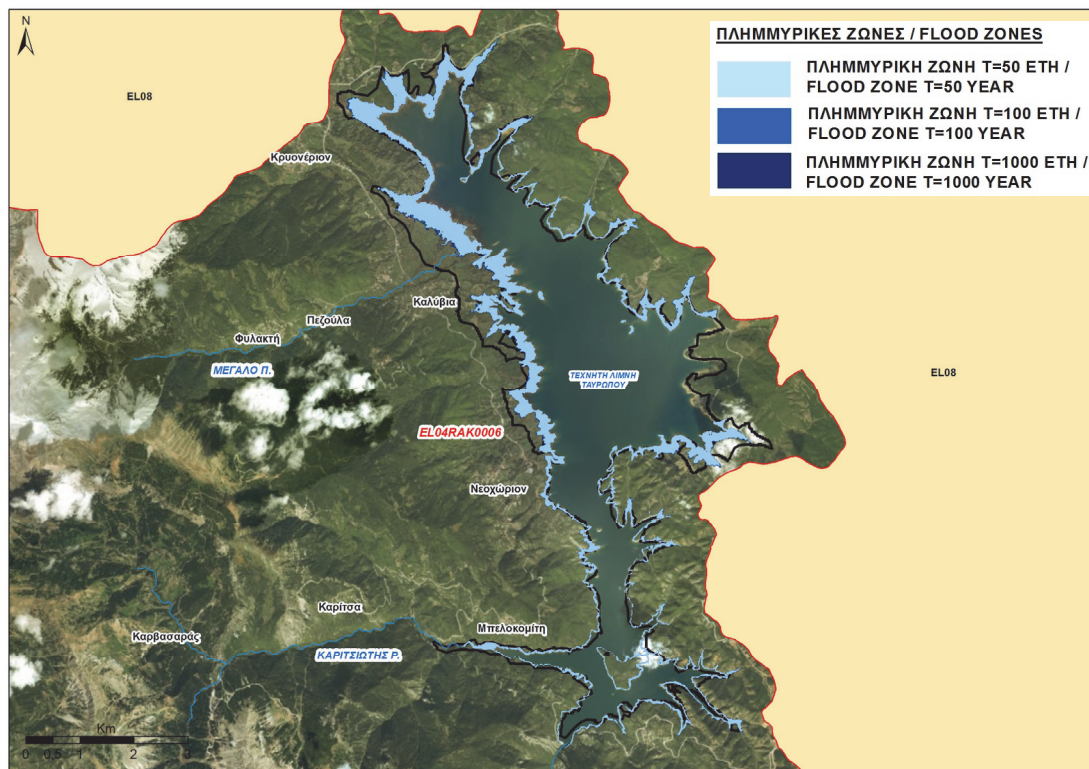 N
ΠΛΗΜΜΥΡΙΚΕΣ ΖΩΝΕΣ / FLOOD ZONES
ΠΛΗΜΜΥΡΙΚΗ ΖΩΝΗ Τ=50 ΕΤΗ /
FLOOD ZONE T=50 YEAR
ΠΛΗΜΜΥΡΙΚΗ ΖΩΝΗ Τ=100 ΕΤΗ /
FLOOD ZONE T=100 YEAR
ΠΛΗΜΜΥΡΙΚΗ ΖΩΝΗ Τ=1000 ΕΤΗ /
FLOOD ZONE T=1000 YEAR
EL08
Κρυονέριον
Καλύβια
Πεζούλα
Φυλακτή
ΜΕΓΑΛΟ Π.
ΤΕΧΝΗΤΗ ΛΙΜΝΗ
ΤΑΥΡΩΠΟΥ
EL08
EL04RAK0006
Νεοχώριον
Καρίτσα
Μπελοκομίτη
Καρβασαράς
ΚΑΡΙΤΣΙΩΤΗΣ Ρ.
Km
0 0,5 1 2 3